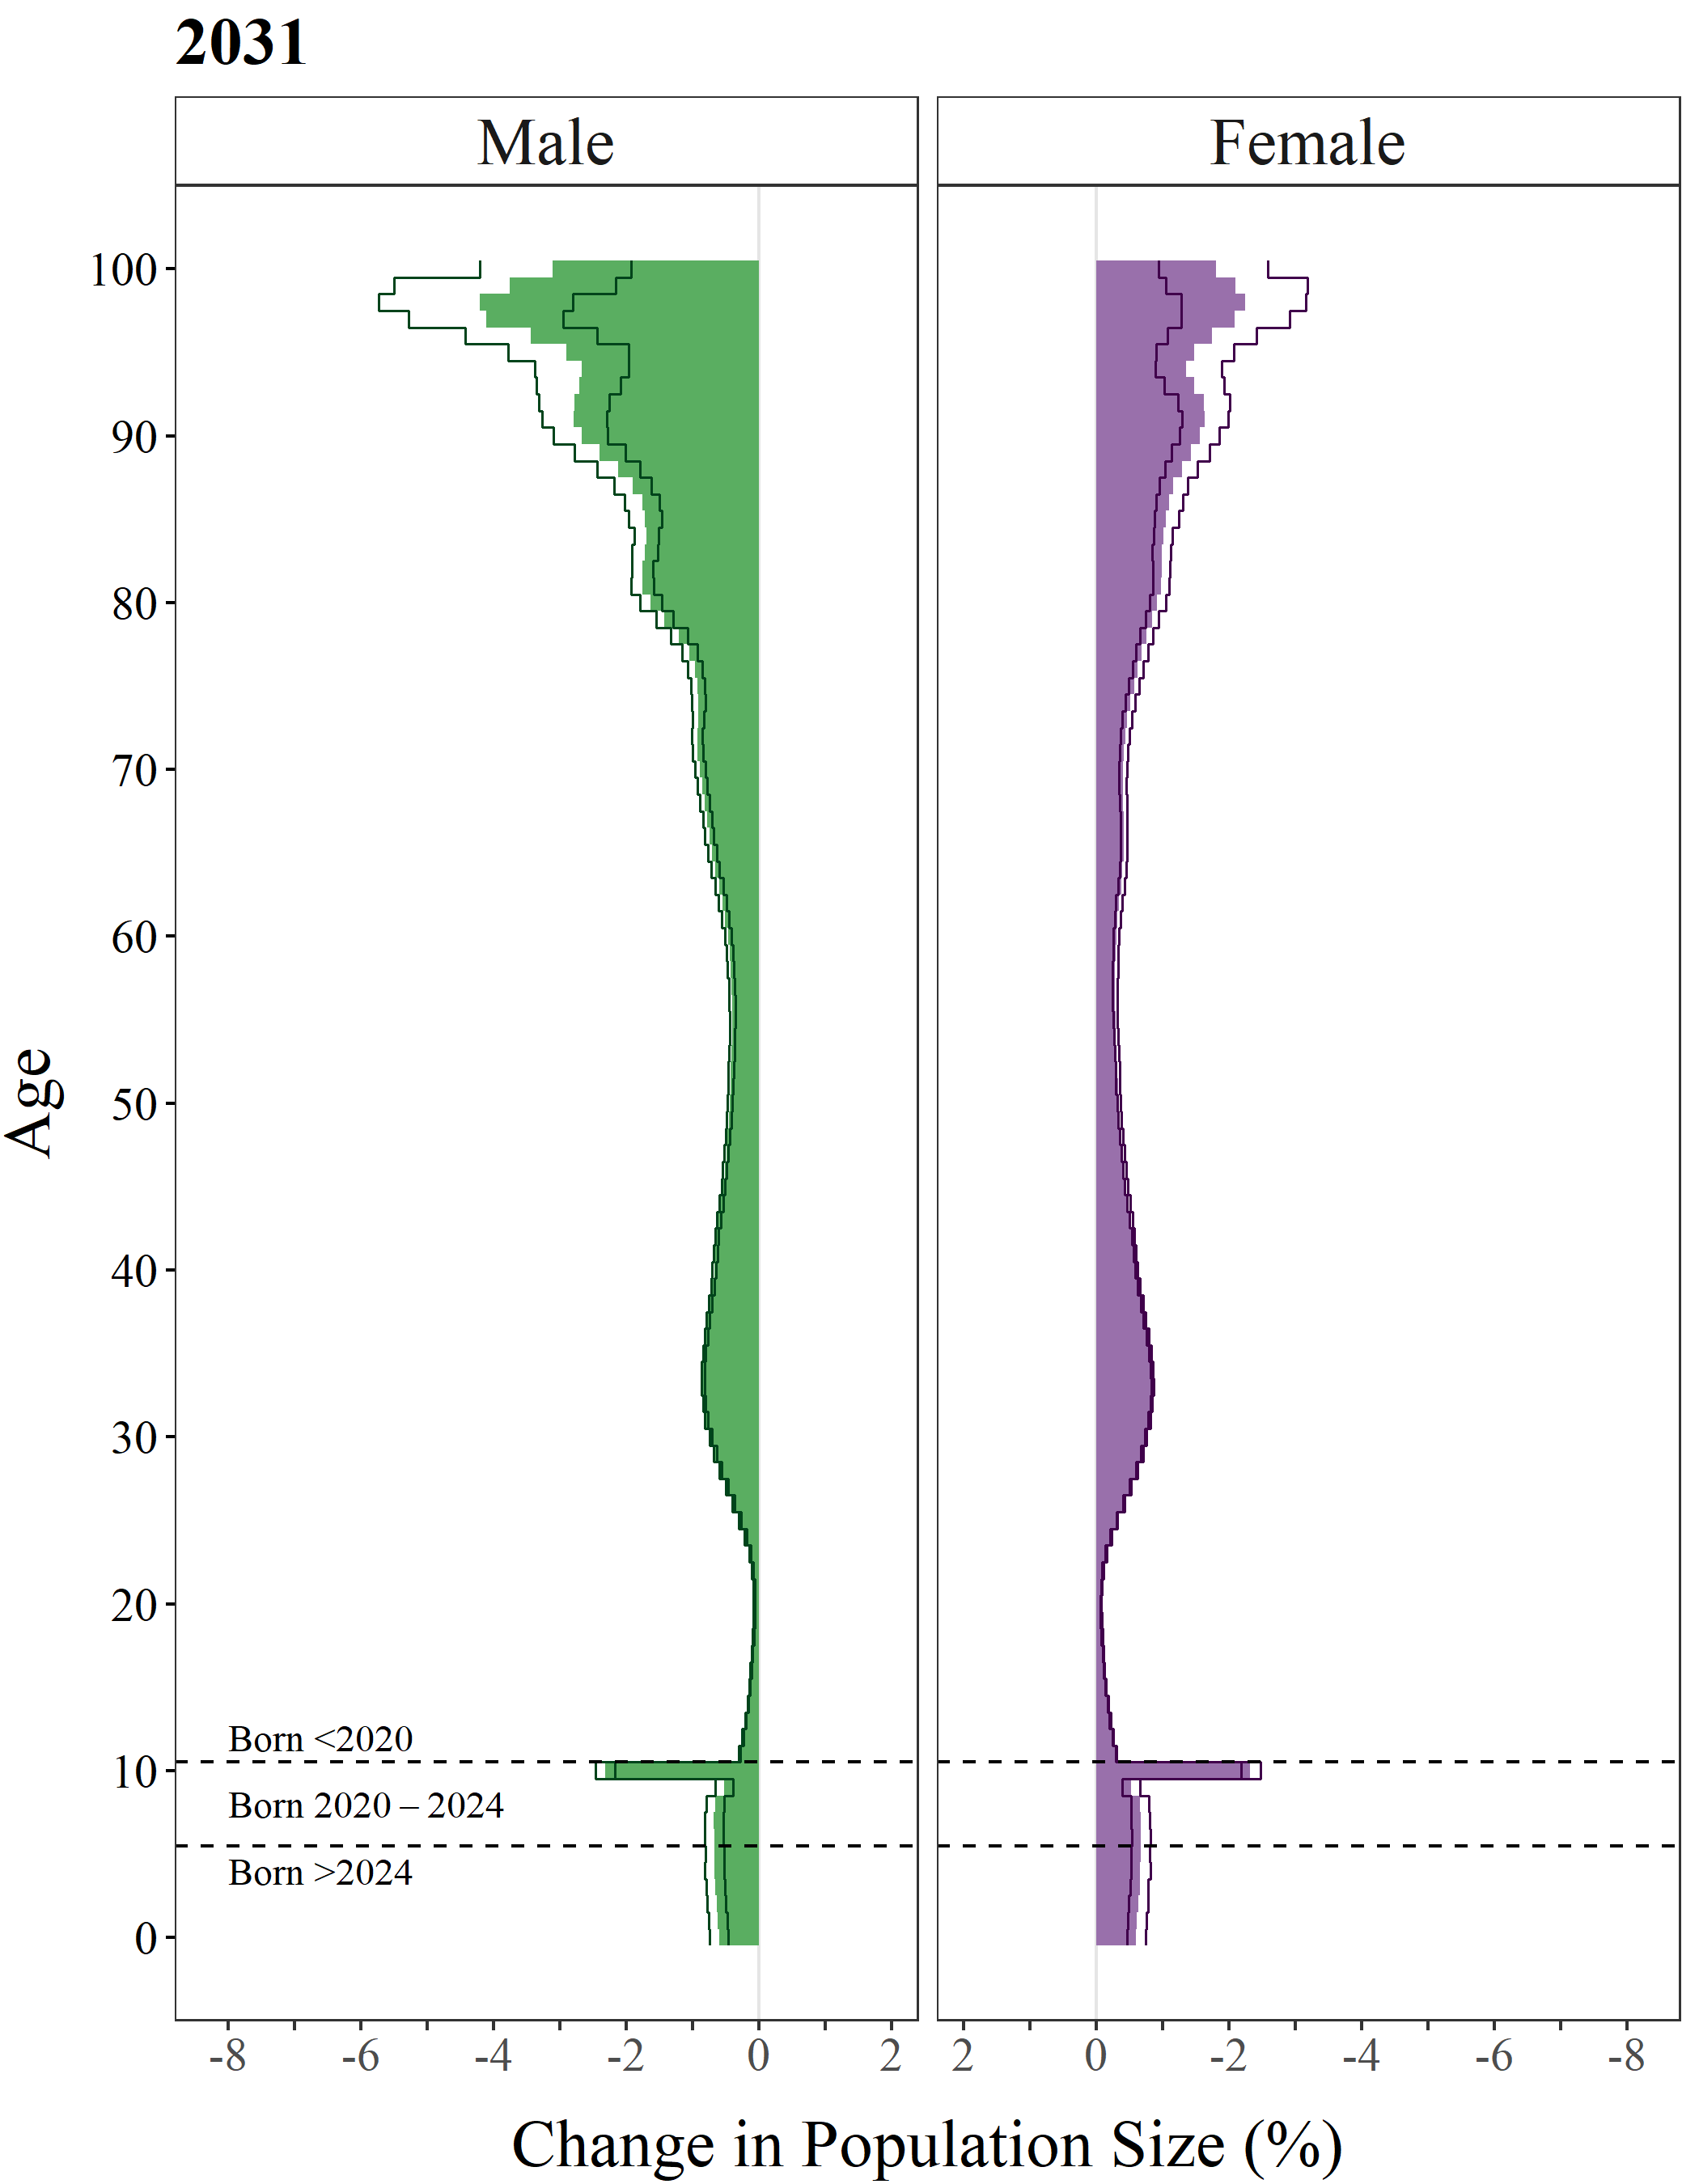 2031
Male
Female
100
90
80
70
60
50
40
30
20
10
0
Age
Born <2020
Born 2020 – 2024
Born >2024
-8 -6 -4 -2 0 2
2 0 -2 -4 -6 -8
Change in Population Size (%)